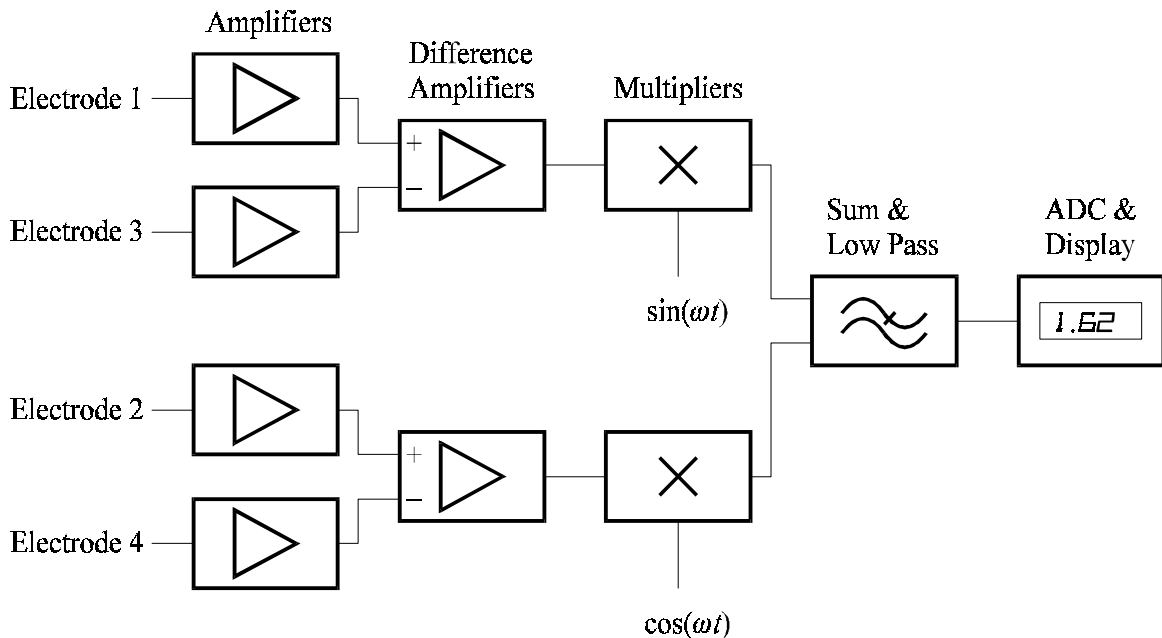 Amplifiers
Difference
Amplifiers
Multipliers
Electrode 1
+
−
Electrode 3
sin(ωt)
Sum &
Low Pass
ADC &
Display
1.62
Electrode 2
+
−
Electrode 4
cos(ωt)